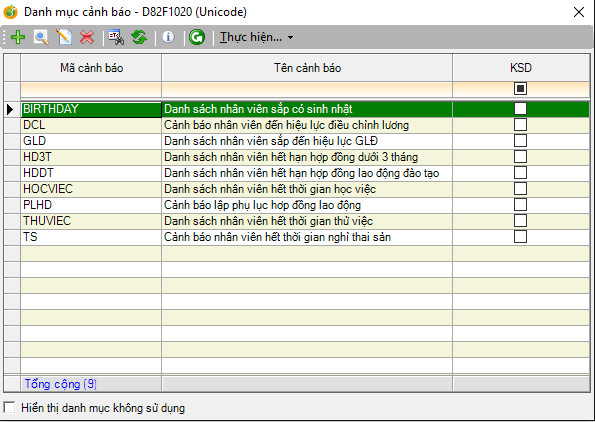 Danh mục cảnh báo - D82F1020 (Unicode)
Thực hiện...
Mã cảnh báo Tên cảnh báo KSD
BIRTHDAY Danh sách nhân viên sắp có sinh nhật
DCL Cảnh báo nhân viên đến hiệu lực điều chỉnh lương
GLD Danh sách nhân viên sắp đến hiệu lực GLĐ
HD3T Danh sách nhân viên hết hạn hợp đồng dưới 3 tháng
HDDT Danh sách nhân viên hết hạn hợp đồng lao động đào tạo
HOCVIEC Danh sách nhân viên hết thời gian học việc
PLHD Cảnh báo lập phụ lục hơp đồng lao động
THUVIEC Danh sách nhân viên hết thời gian thử việc
TS Cảnh báo nhân viên hết thời gian nghỉ thai sản
Tổng cộng (9)
Hiển thị danh mục không sử dụng